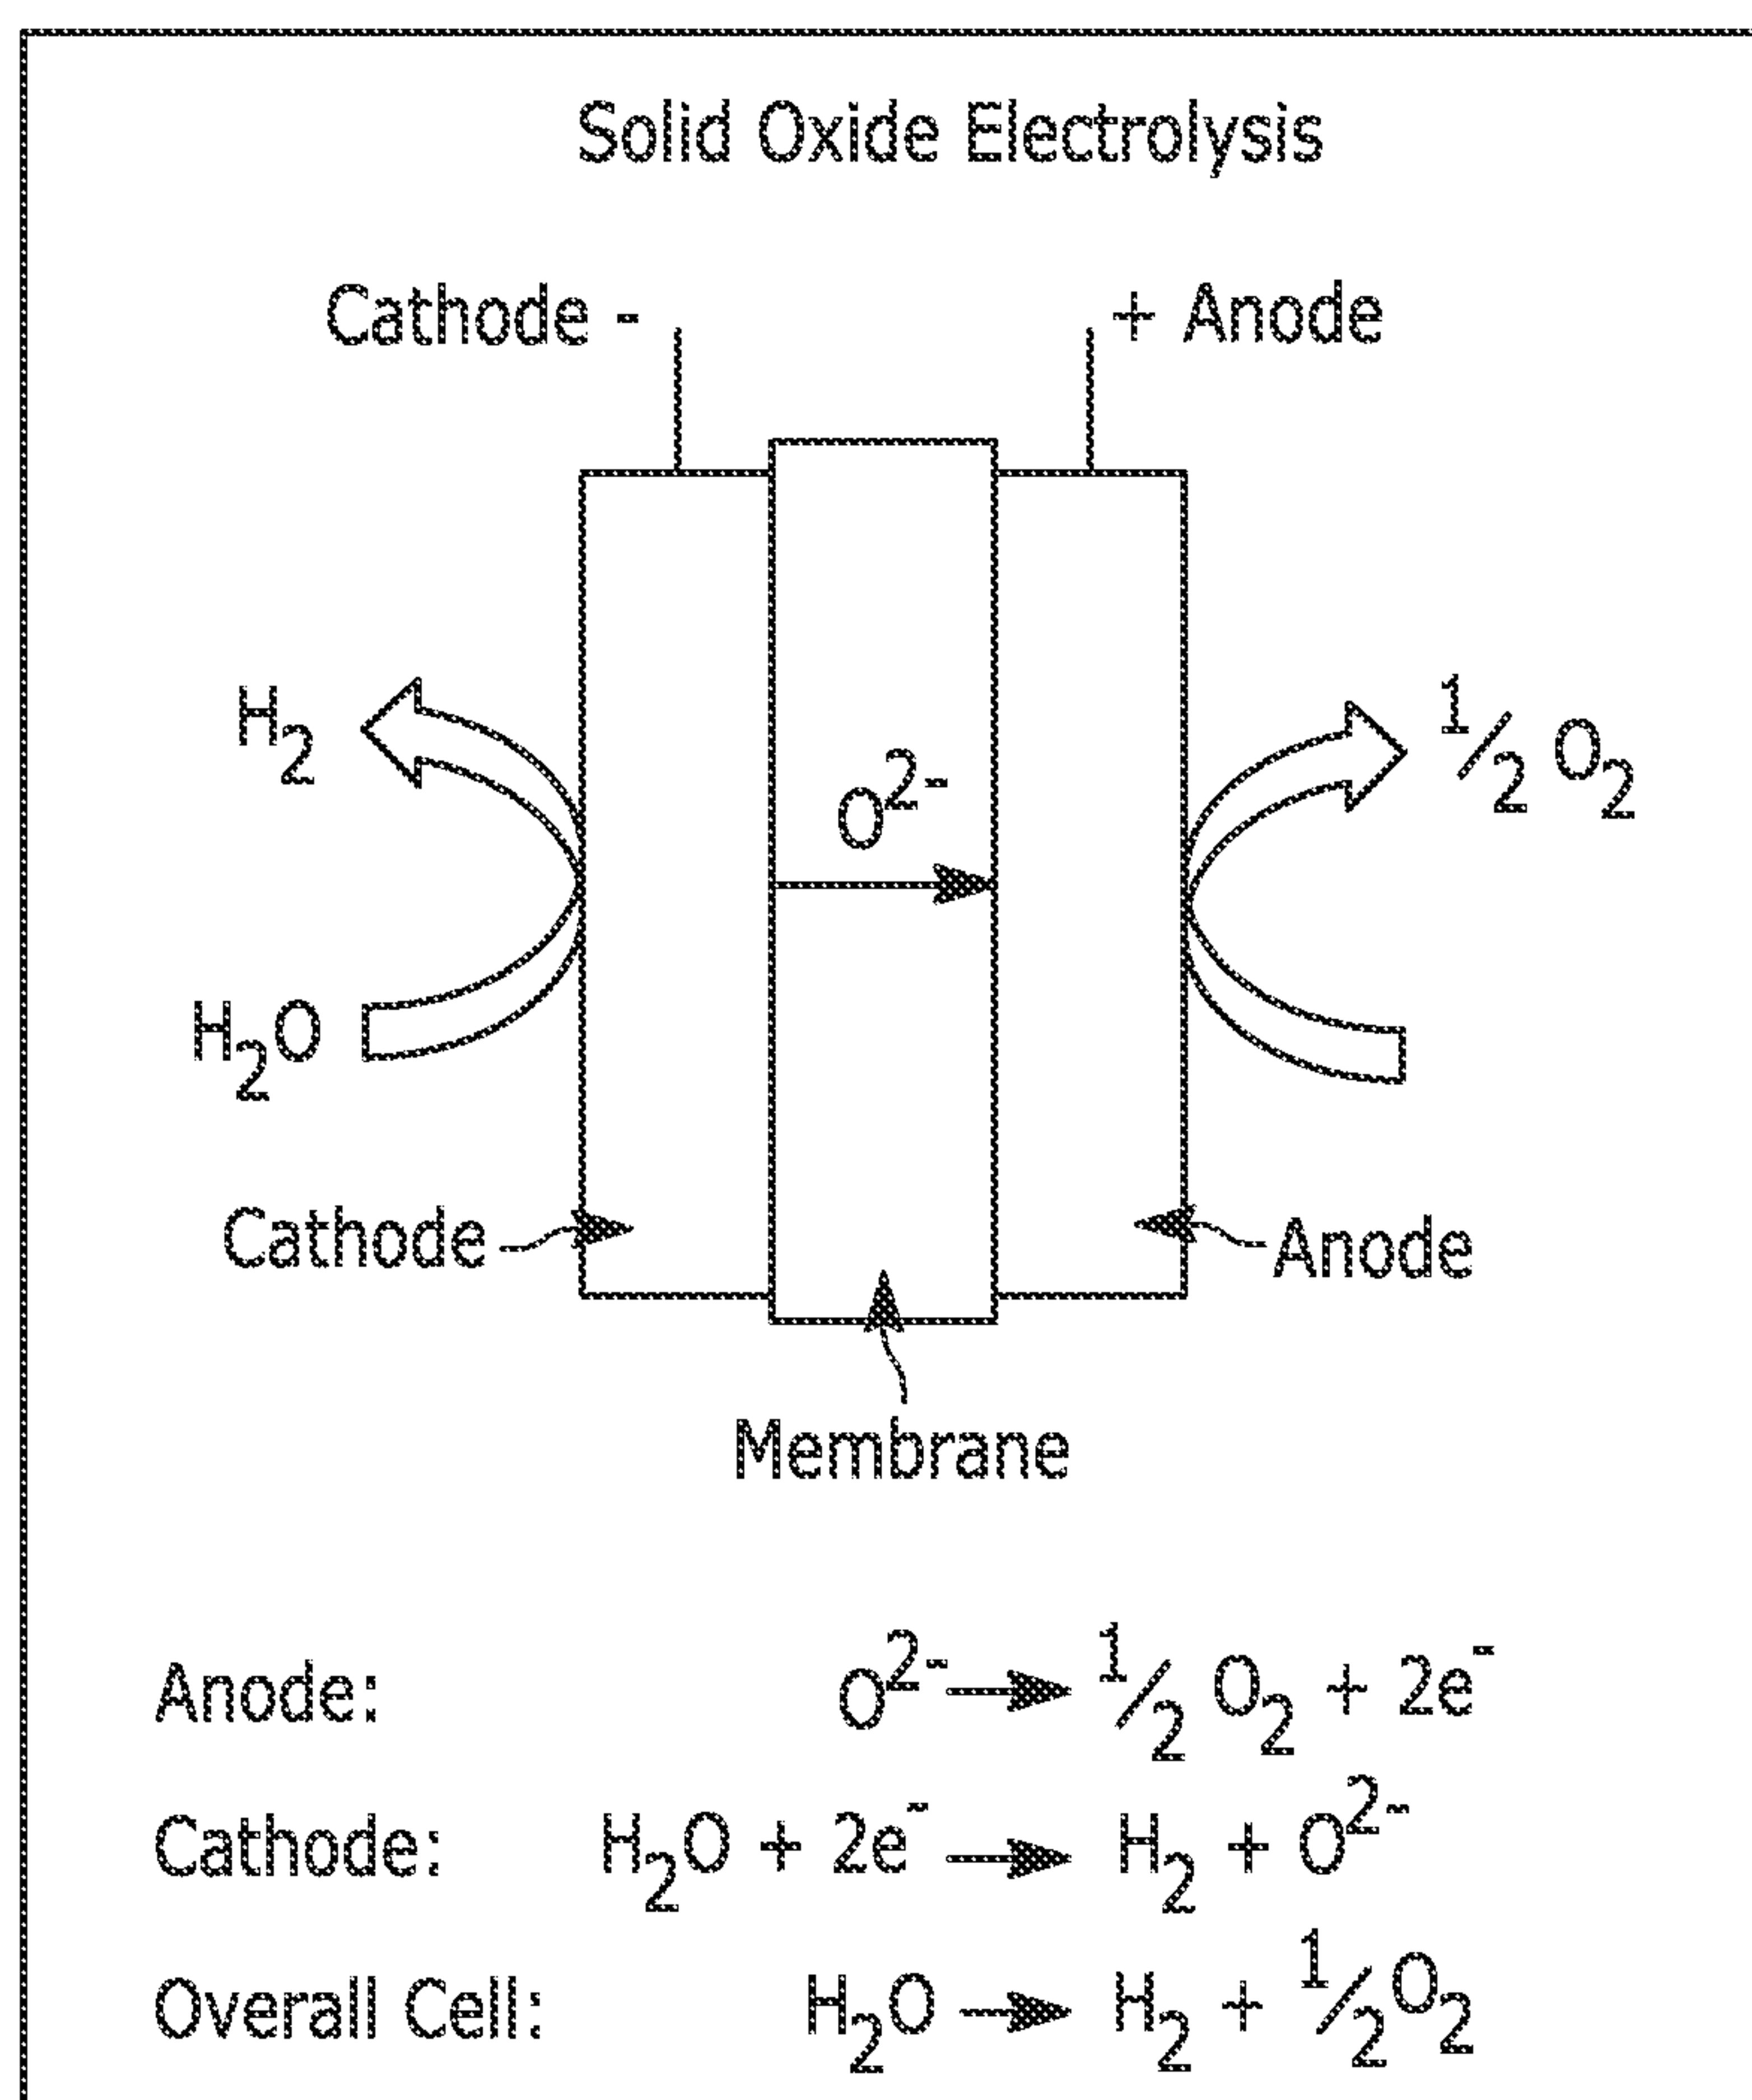 Solid Oxide Electrolysis
Cathode - + Anode
H₂ O²⁻ ½ O₂
H₂O
Cathode Anode
Membrane
Anode: O²⁻ → ½ O₂ + 2e⁻
Cathode: H₂O + 2e⁻ → H₂ + O²⁻
Overall Cell: H₂O → H₂ + ½O₂